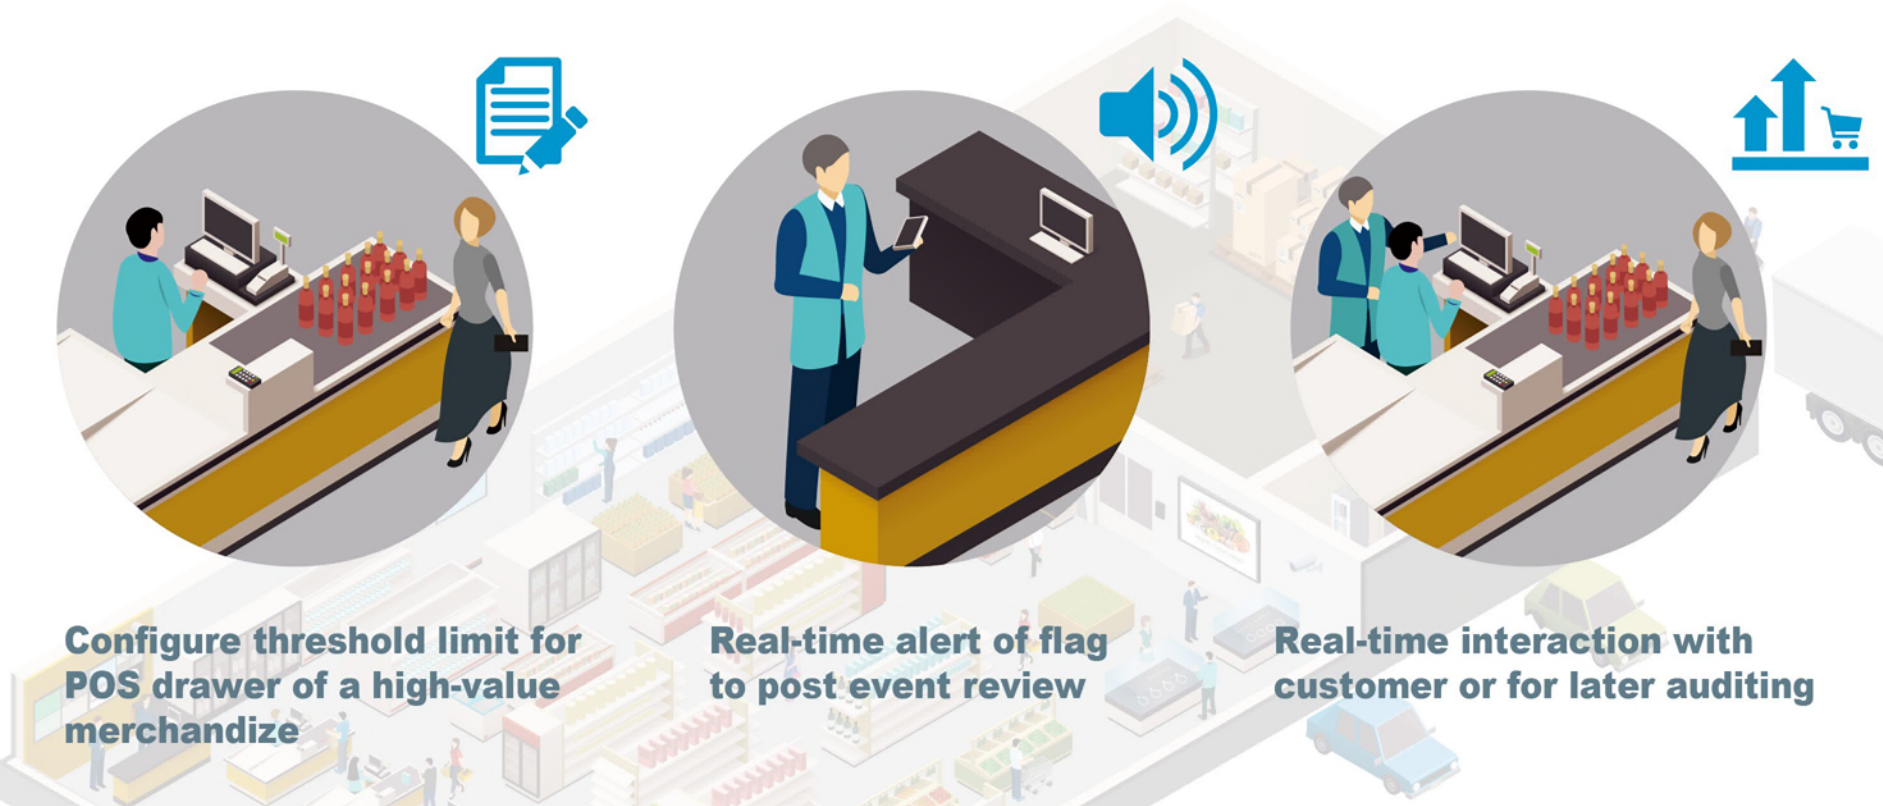 Configure threshold limit for
POS drawer of a high-value
merchandize
Real-time alert of flag
to post event review
Real-time interaction with
customer or for later auditing